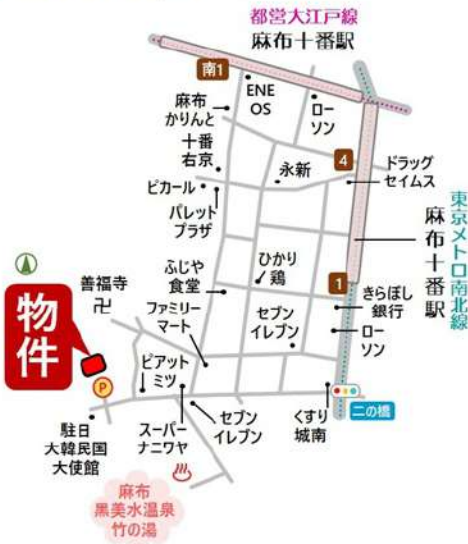 都営大江戸線
麻布十番駅
南1
ENE
OS
麻布
かりんと
ロー
ソン
十番
右京
4
永新
ドラッグ
セイムス
ピカール
パレット
プラザ
東京メトロ南北線
麻布十番駅
ふじや
食堂
ひかり
鶏
1
善福寺
卍
ファミリー
マート
きらぼし
銀行
セブン
イレブン
ロー
ソン
物件
P
ピアット
ミツ
二の橋
駐日
大韓民国
大使館
スーパー
ナニワヤ
セブン
イレブン
くすり
城南
麻布
黒美水温泉
竹の湯